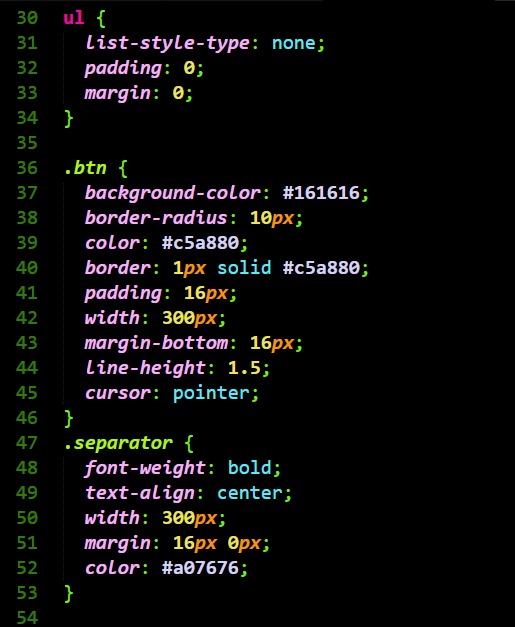 30 ul {
31   list-style-type: none;
32   padding: 0;
33   margin: 0;
34 }
35
36 .btn {
37   background-color: #161616;
38   border-radius: 10px;
39   color: #c5a880;
40   border: 1px solid #c5a880;
41   padding: 16px;
42   width: 300px;
43   margin-bottom: 16px;
44   line-height: 1.5;
45   cursor: pointer;
46 }
47 .separator {
48   font-weight: bold;
49   text-align: center;
50   width: 300px;
51   margin: 16px 0px;
52   color: #a07676;
53 }
54